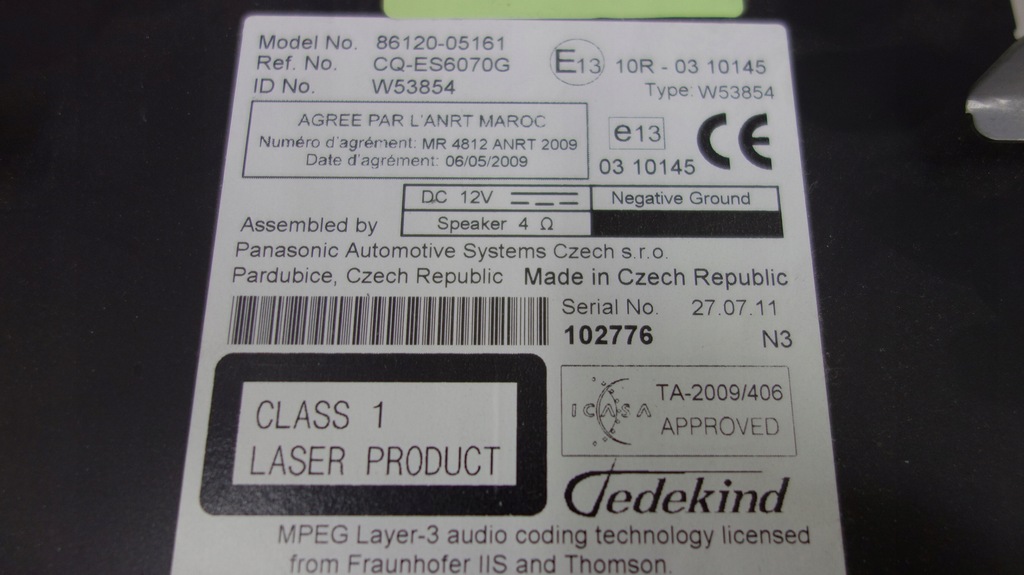 Model No. 86120-05161
Ref. No. CQ-ES6070G
ID No. W53854
E13 10R - 03 10145
Type: W53854
AGREE PAR L'ANRT MAROC
Numéro d'agrément: MR 4812 ANRT 2009
Date d'agrément: 06/05/2009
e13
03 10145
CE
DC 12V
Negative Ground
Speaker 4 Ω
Assembled by
Panasonic Automotive Systems Czech s.r.o.
Pardubice, Czech Republic Made in Czech Republic
Serial No. 27.07.11
102776 N3
CLASS 1
LASER PRODUCT
ICASA
TA-2009/406
APPROVED
Tedekind
MPEG Layer-3 audio coding technology licensed
from Fraunhofer IIS and Thomson.